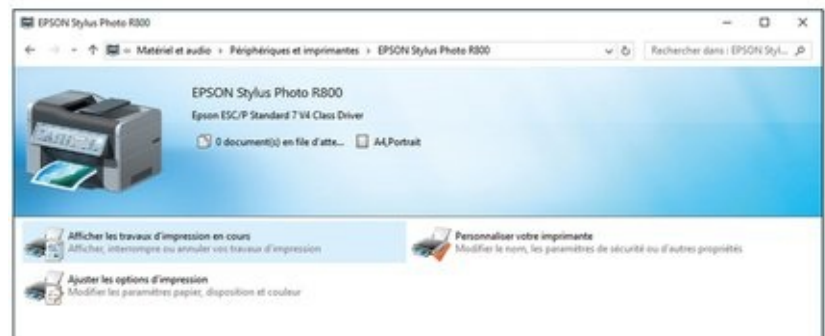 EPSON Stylus Photo R800
Matériel et audio › Périphériques et imprimantes › EPSON Stylus Photo R800
Rechercher dans : EPSON Styl...
EPSON Stylus Photo R800
Epson ESC/P Standard 7 V4 Class Driver
0 document(s) en file d'atte... A4,Portrait
Afficher les travaux d'impression en cours
Afficher, interrompre ou annuler vos travaux d'impression
Personnaliser votre imprimante
Modifier le nom, les paramètres de sécurité ou d'autres propriétés
Ajuster les options d'impression
Modifier les paramètres papier, disposition et couleur